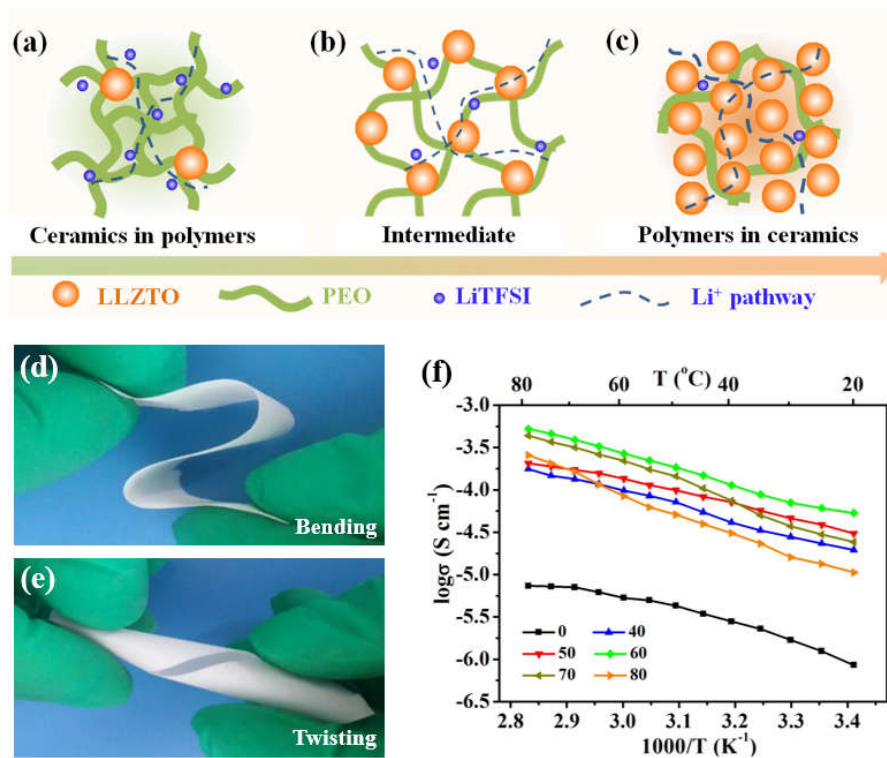 (a)
(b)
(c)
Ceramics in polymers
Intermediate
Polymers in ceramics
LLZTO
PEO
LiTFSI
Li⁺ pathway
(d)
Bending
(e)
Twisting
(f)
T (°C)
80 60 40 20
-3.0
-3.5
-4.0
-4.5
-5.0
-5.5
-6.0
-6.5
logσ (S cm⁻¹)
0 40
50 60
70 80
2.8 2.9 3.0 3.1 3.2 3.3 3.4
1000/T (K⁻¹)